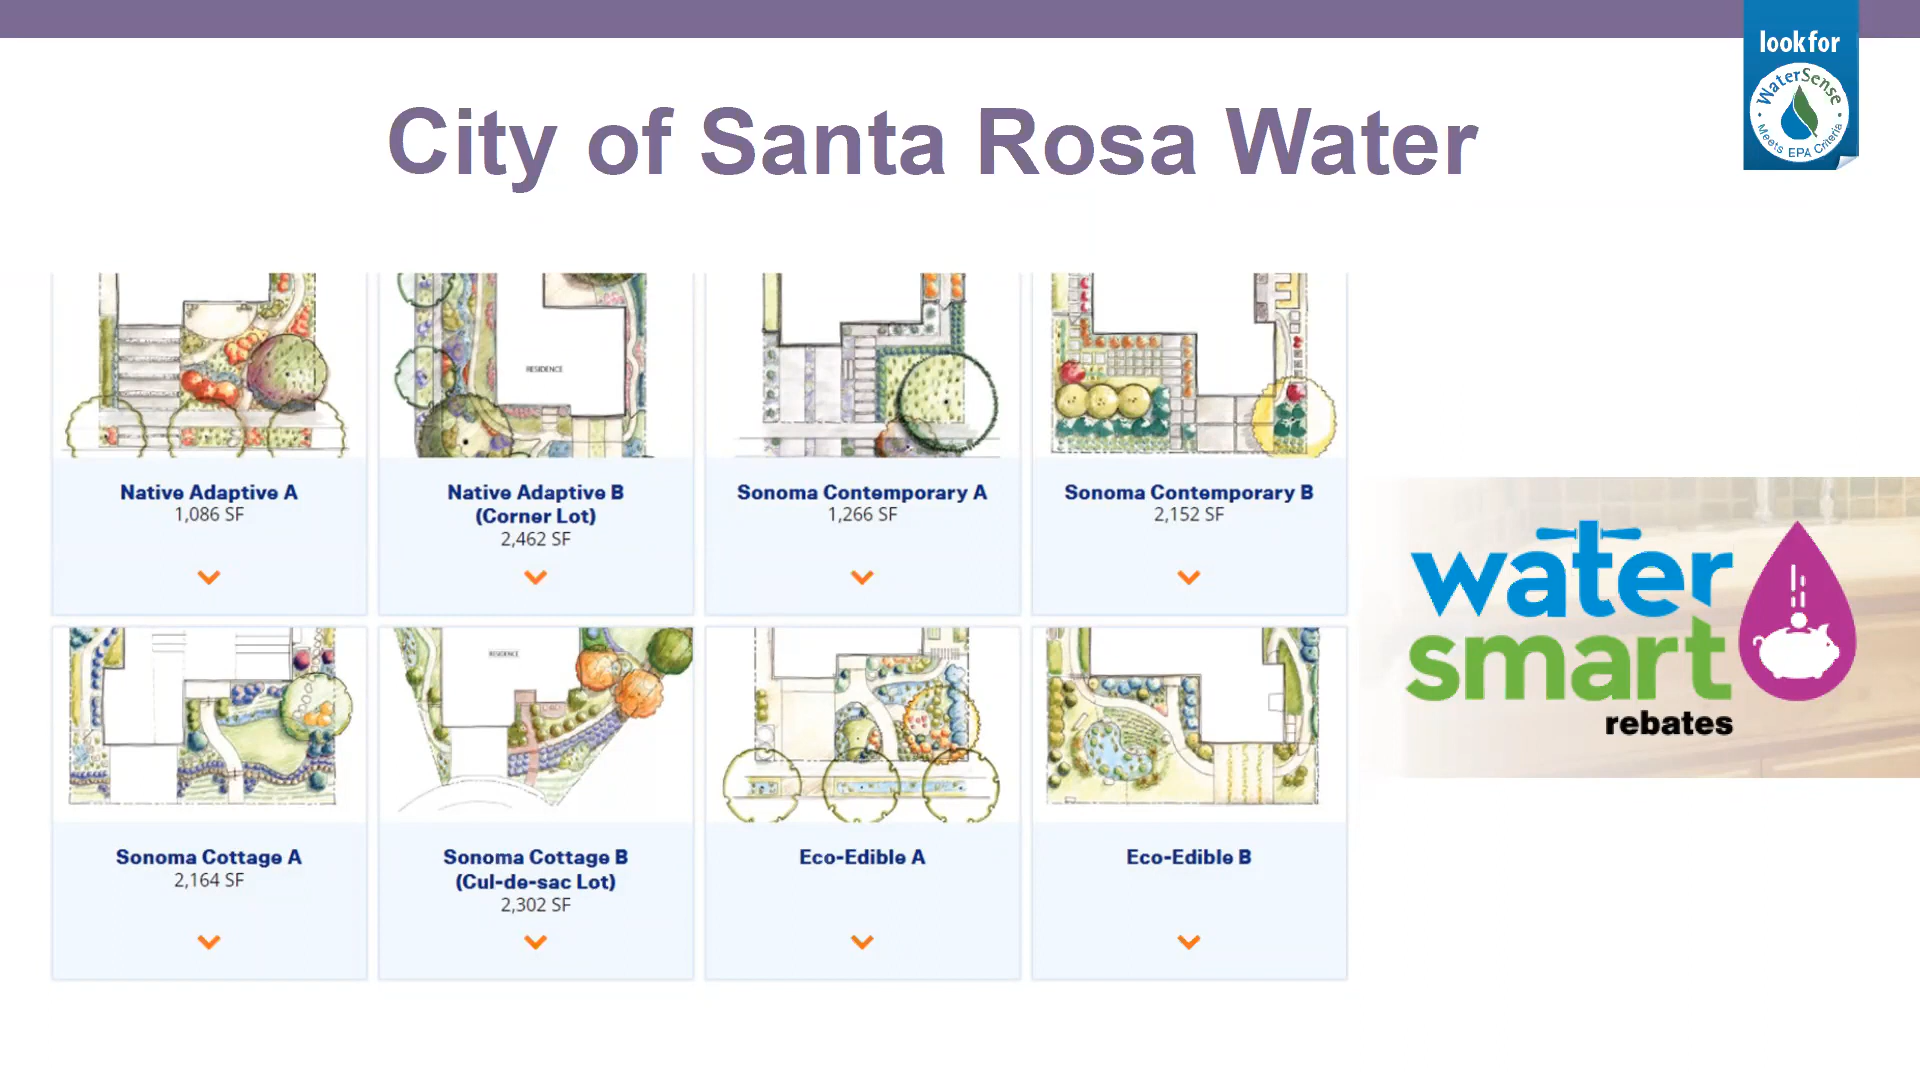 look for
WaterSense
Meets EPA Criteria
City of Santa Rosa Water
RESIDENCE
Native Adaptive A
1,086 SF
Native Adaptive B
(Corner Lot)
2,462 SF
Sonoma Contemporary A
1,266 SF
Sonoma Contemporary B
2,152 SF
RESIDENCE
Sonoma Cottage A
2,164 SF
Sonoma Cottage B
(Cul-de-sac Lot)
2,302 SF
Eco-Edible A
Eco-Edible B
water
smart
rebates